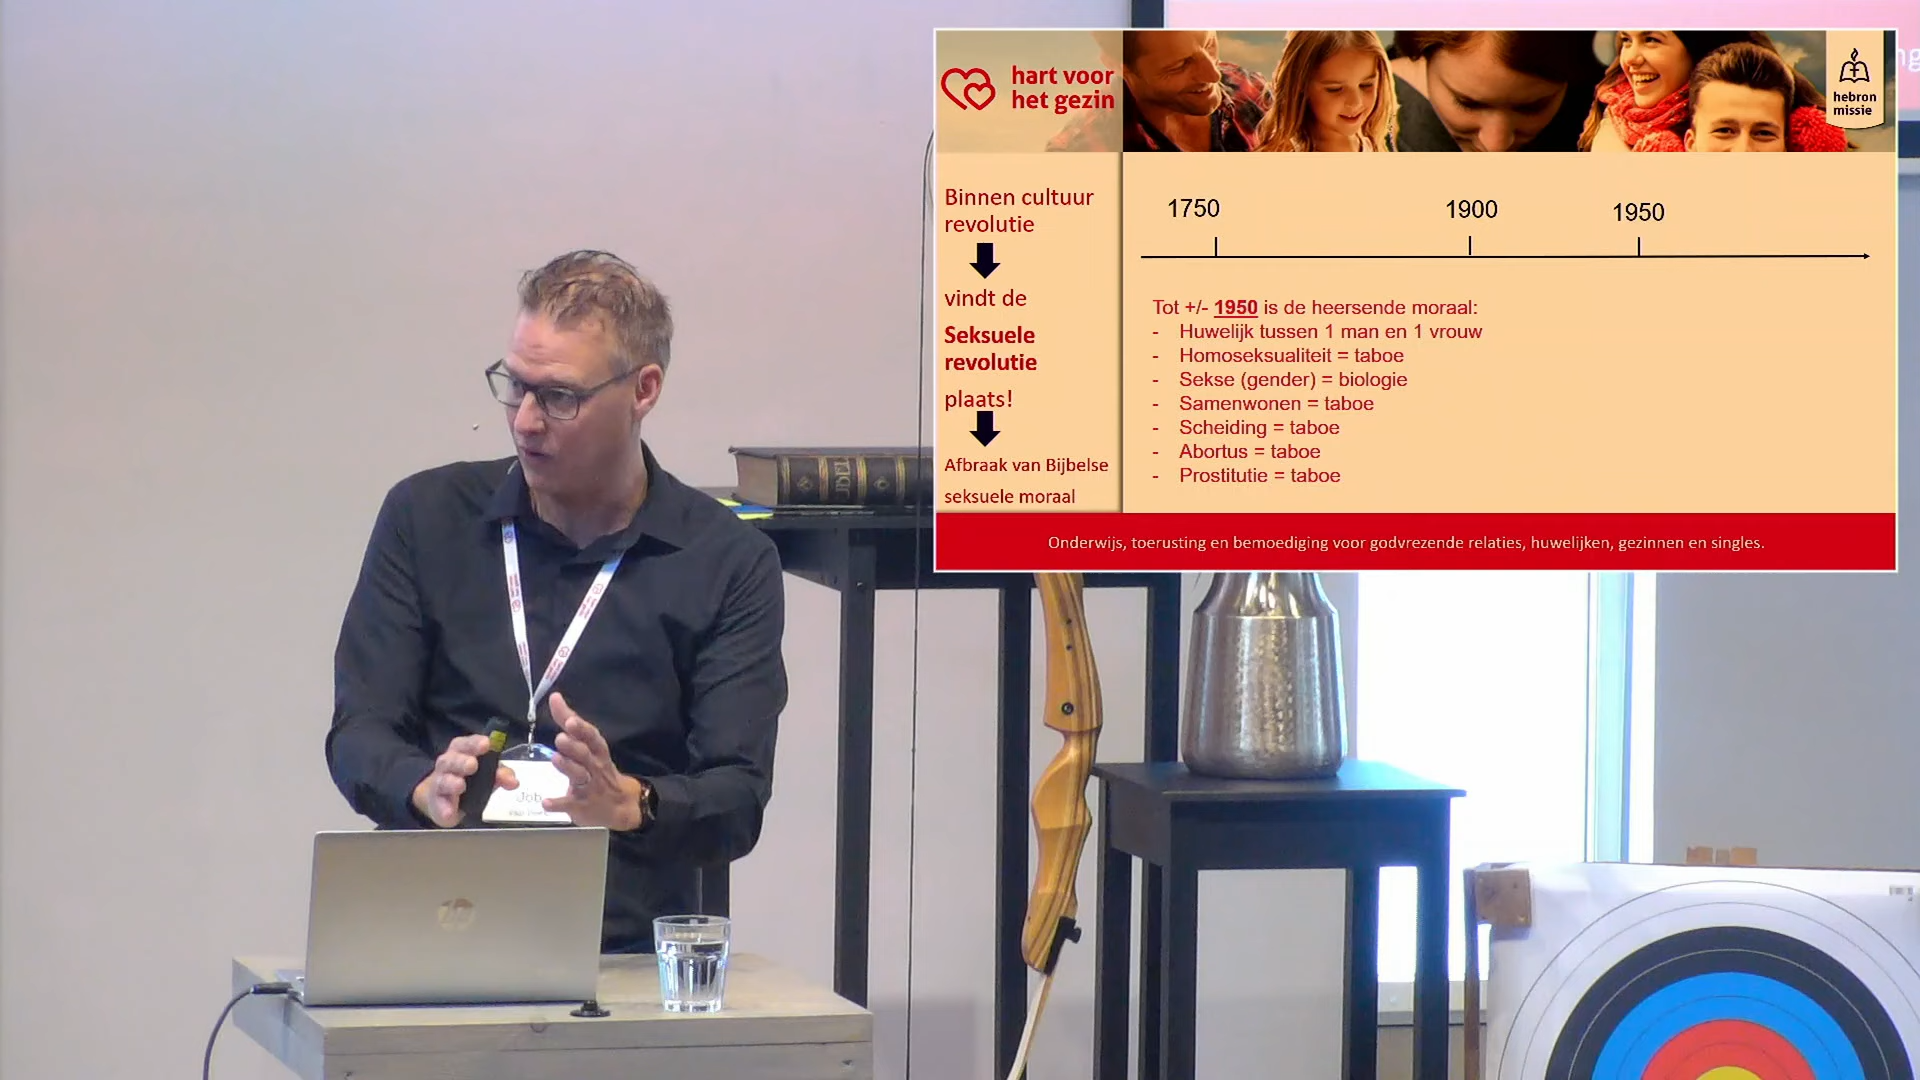 hart voor
het gezin
hebron
missie
Binnen cultuur
revolutie
vindt de
Seksuele
revolutie
plaats!
Afbraak van Bijbelse
seksuele moraal
1750
1900
1950
Tot +/- 1950 is de heersende moraal:
- Huwelijk tussen 1 man en 1 vrouw
- Homoseksualiteit = taboe
- Sekse (gender) = biologie
- Samenwonen = taboe
- Scheiding = taboe
- Abortus = taboe
- Prostitutie = taboe
Onderwijs, toerusting en bemoediging voor godvrezende relaties, huwelijken, gezinnen en singles.
BIJBEL
Job
hp